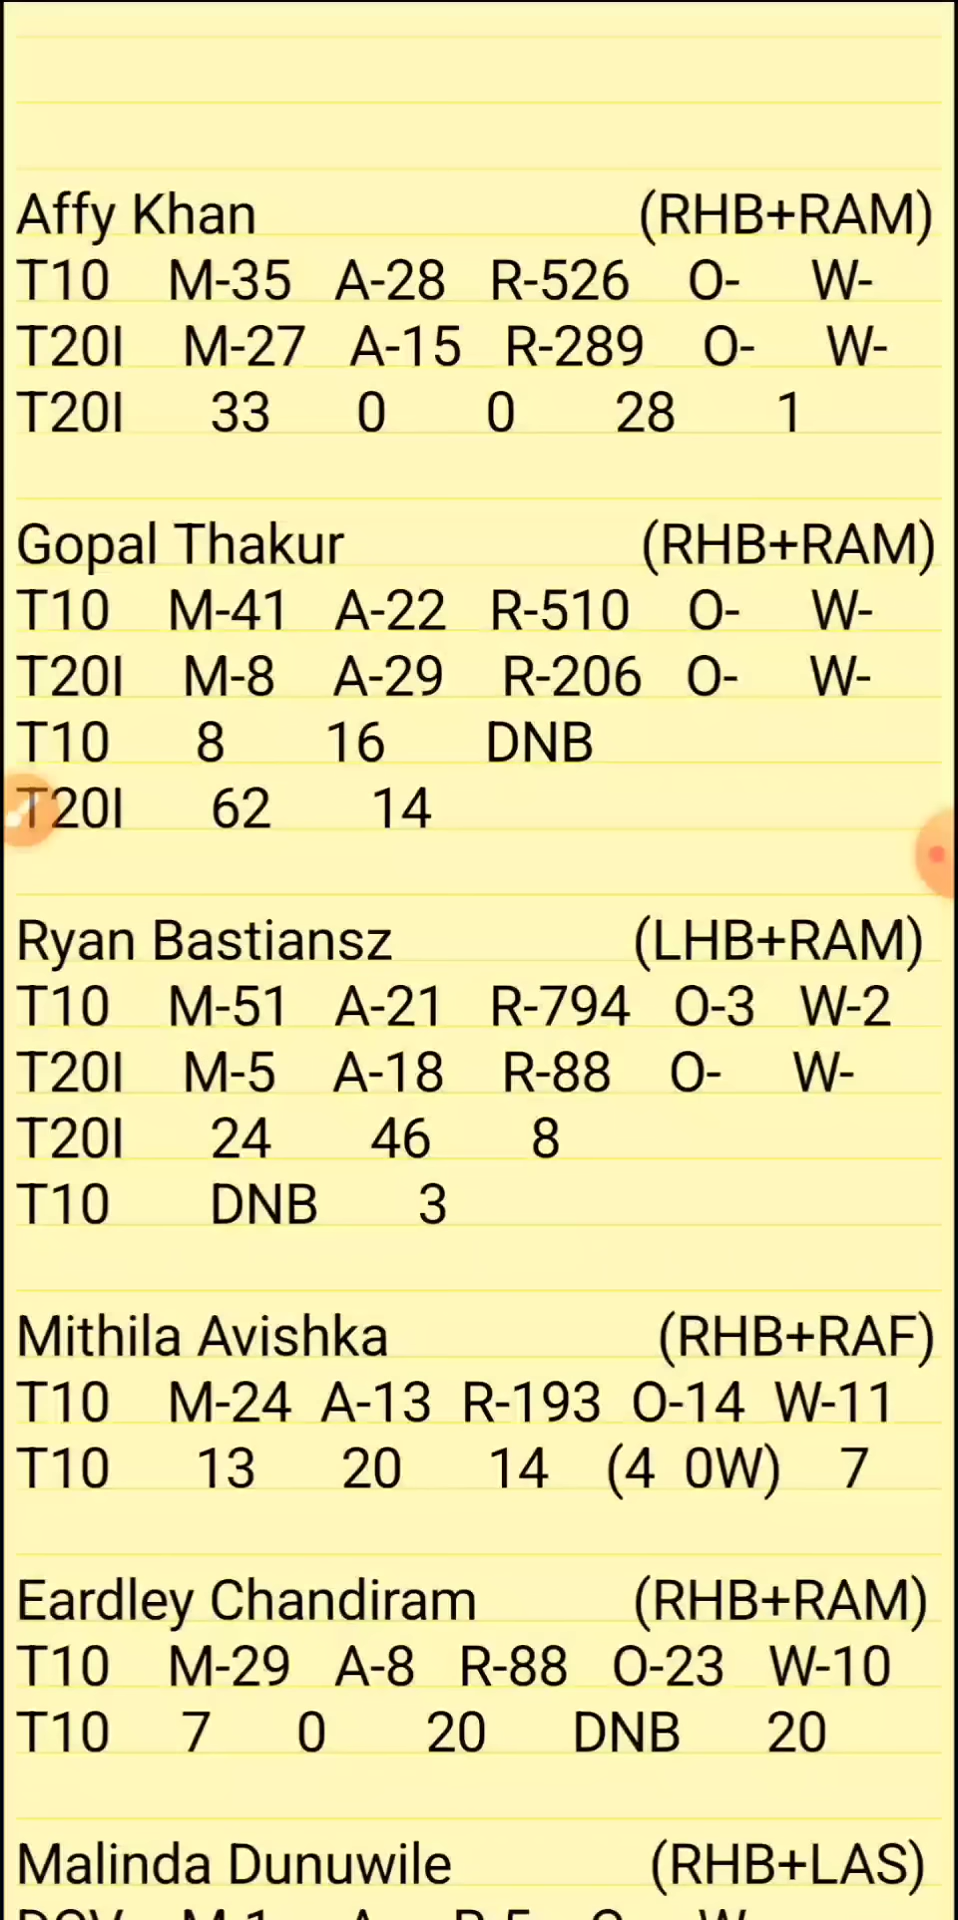 Affy Khan (RHB+RAM)
T10 M-35 A-28 R-526 O- W-
T20I M-27 A-15 R-289 O- W-
T20I 33 0 0 28 1
Gopal Thakur (RHB+RAM)
T10 M-41 A-22 R-510 O- W-
T20I M-8 A-29 R-206 O- W-
T10 8 16 DNB
T20I 62 14
Ryan Bastiansz (LHB+RAM)
T10 M-51 A-21 R-794 O-3 W-2
T20I M-5 A-18 R-88 O- W-
T20I 24 46 8
T10 DNB 3
Mithila Avishka (RHB+RAF)
T10 M-24 A-13 R-193 O-14 W-11
T10 13 20 14 (4 0W) 7
Eardley Chandiram (RHB+RAM)
T10 M-29 A-8 R-88 O-23 W-10
T10 7 0 20 DNB 20
Malinda Dunuwile (RHB+LAS)